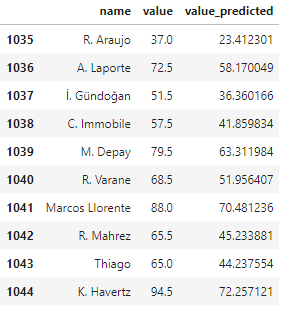 name value value_predicted
1035 R. Araujo 37.0 23.412301
1036 A. Laporte 72.5 58.170049
1037 İ. Gündoğan 51.5 36.360166
1038 C. Immobile 57.5 41.859834
1039 M. Depay 79.5 63.311984
1040 R. Varane 68.5 51.956407
1041 Marcos Llorente 88.0 70.481236
1042 R. Mahrez 65.5 45.233881
1043 Thiago 65.0 44.237554
1044 K. Havertz 94.5 72.257121